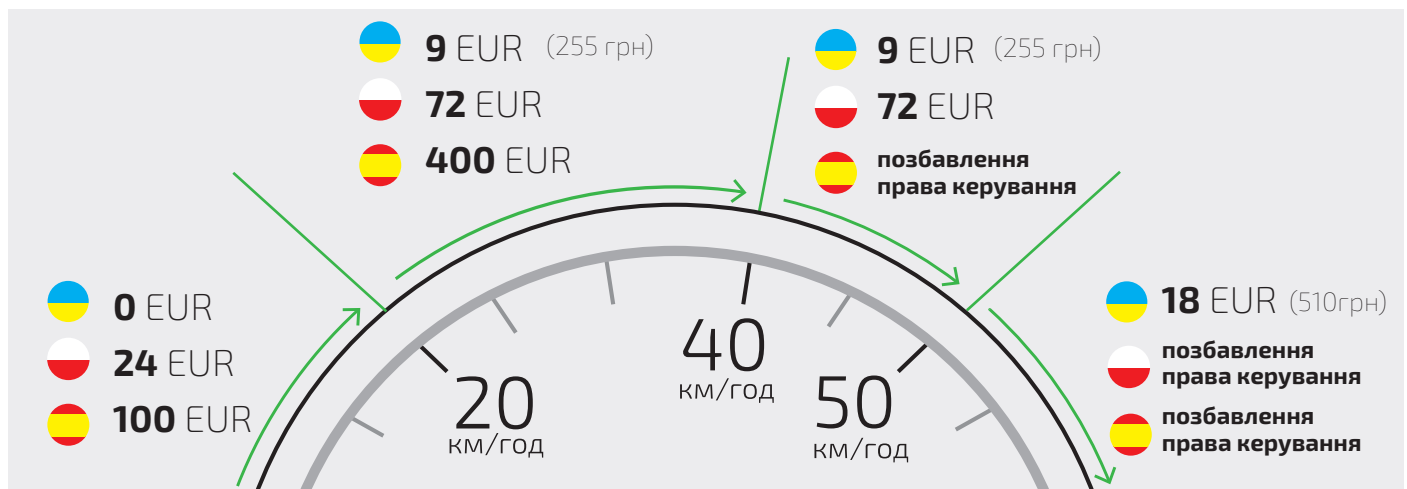 9 EUR (255 грн)
72 EUR
400 EUR
9 EUR (255 грн)
72 EUR
позбавлення
права керування
0 EUR
24 EUR
100 EUR
18 EUR (510грн)
позбавлення
права керування
позбавлення
права керування
20
км/год
40
км/год
50
км/год